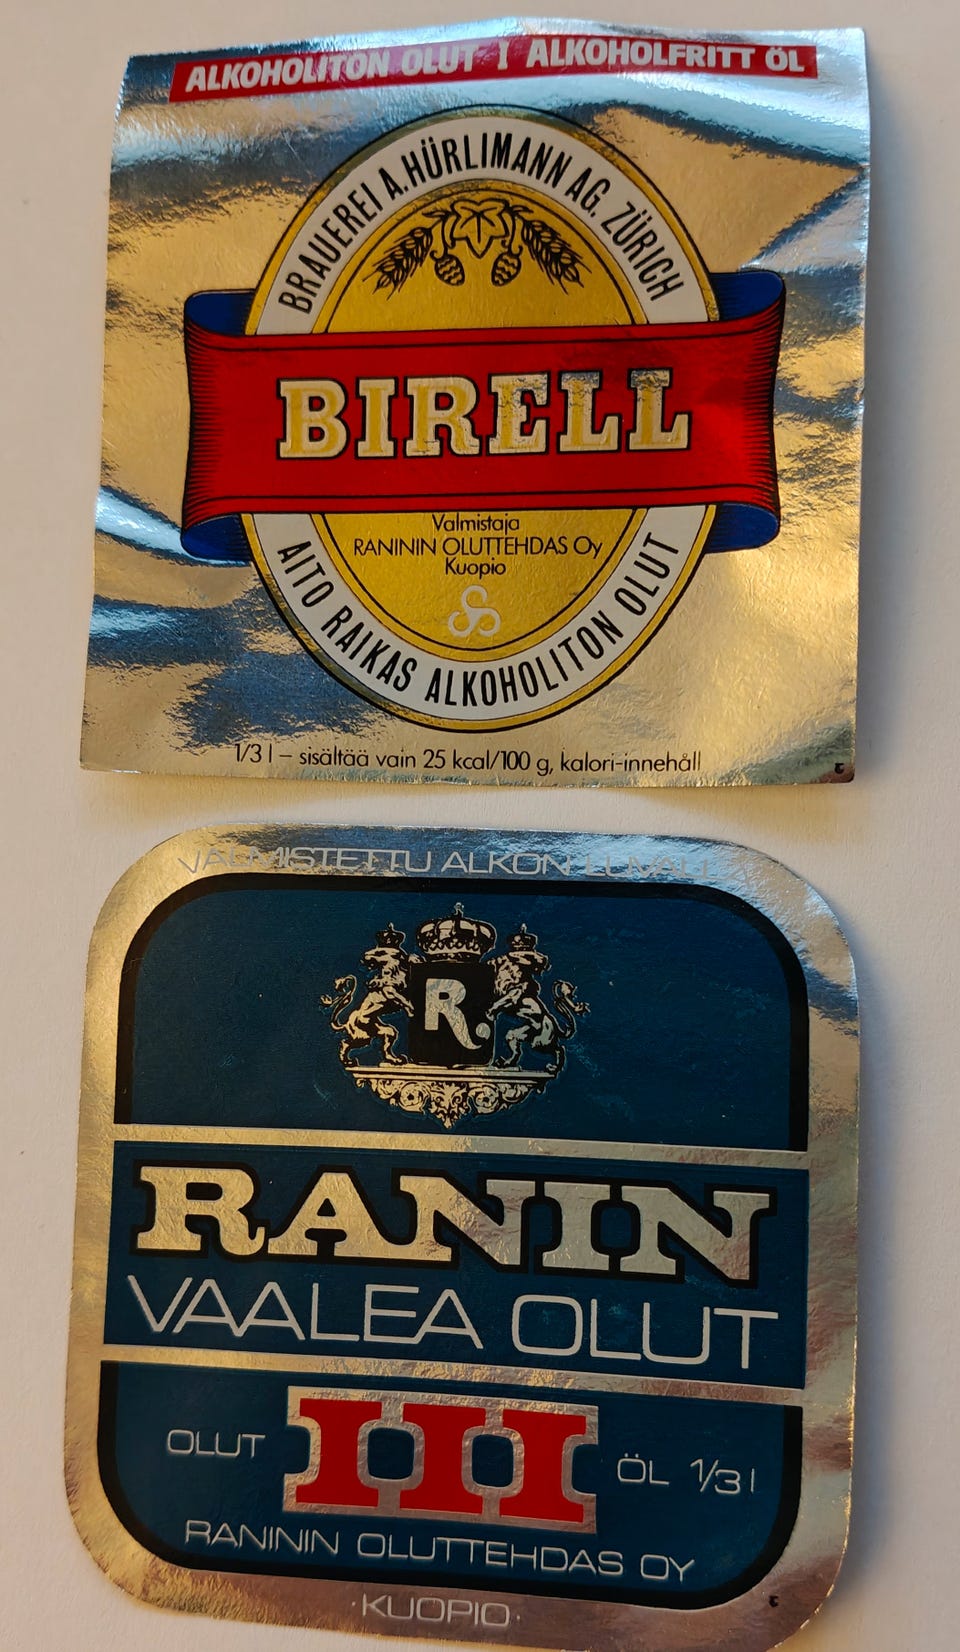 ALKOHOLITON OLUT I ALKOHOLFRITT ÖL
BRAUEREI A. HÜRLIMANN AG. ZÜRICH
BIRELL
Valmistaja
RANININ OLUTTEHDAS Oy
Kuopio
AITO RAIKAS ALKOHOLITON OLUT
1/3 l – sisältää vain 25 kcal/100 g, kalori-innehåll
VALMISTETTU ALKON LUVALLA
R.
RANIN
VAALEA OLUT
OLUT III ÖL 1/3 l
RANININ OLUTTEHDAS OY
·KUOPIO·